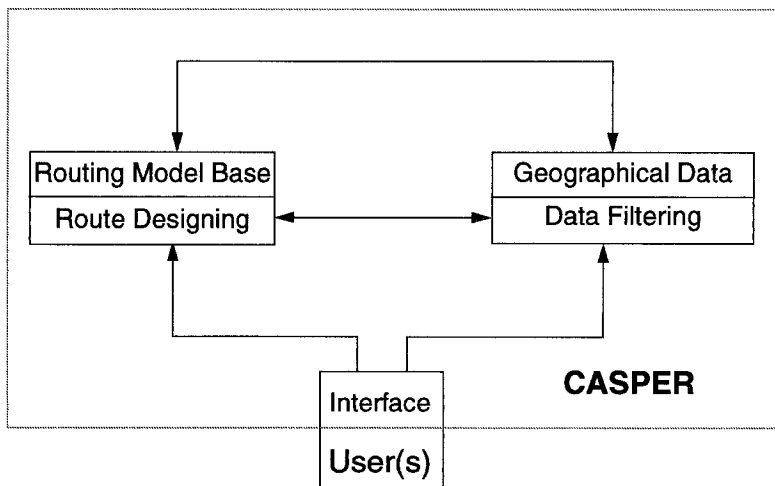 Routing Model Base
Route Designing
Geographical Data
Data Filtering
CASPER
Interface
User(s)